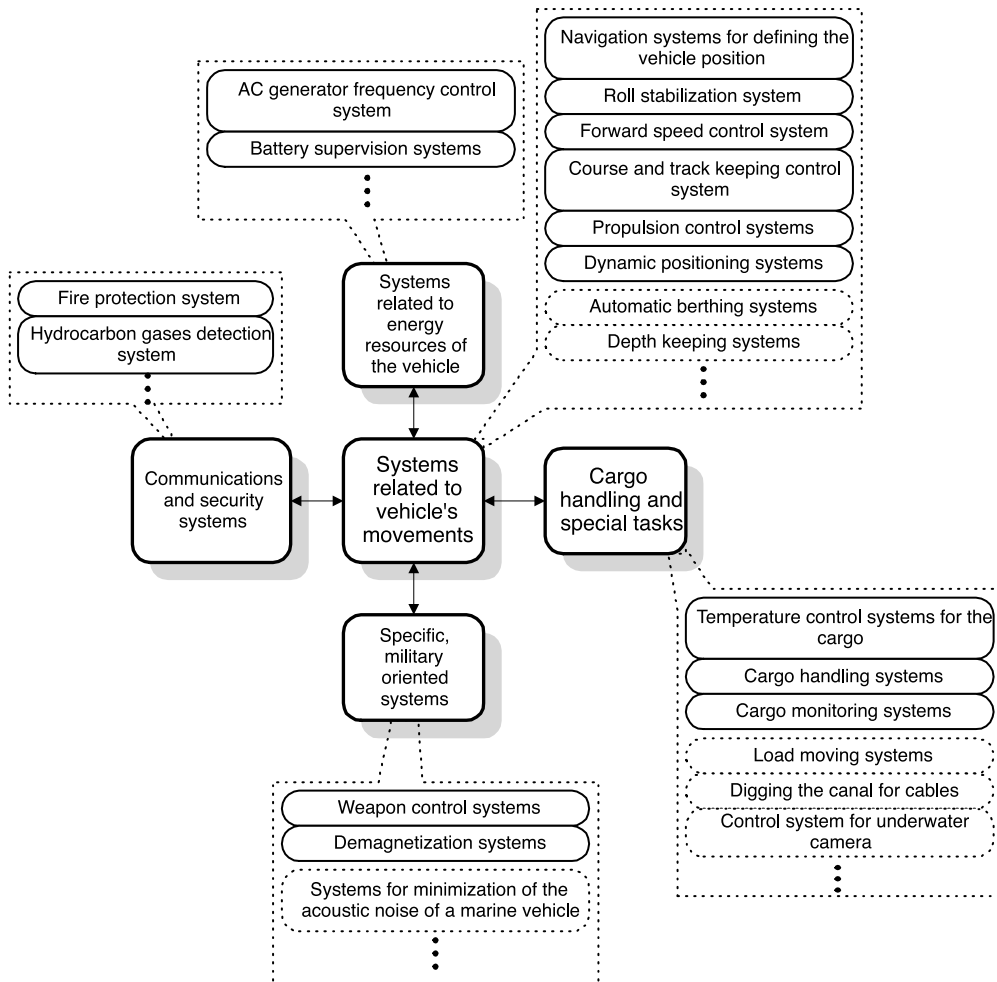 Navigation systems for defining the
vehicle position
Roll stabilization system
Forward speed control system
Course and track keeping control
system
Propulsion control systems
Dynamic positioning systems
Automatic berthing systems
Depth keeping systems
AC generator frequency control
system
Battery supervision systems
Systems
related to
energy
resources of
the vehicle
Fire protection system
Hydrocarbon gases detection
system
Communications
and security
systems
Systems
related to
vehicle's
movements
Cargo
handling and
special tasks
Specific,
military
oriented
systems
Temperature control systems for the
cargo
Cargo handling systems
Cargo monitoring systems
Load moving systems
Digging the canal for cables
Control system for underwater
camera
Weapon control systems
Demagnetization systems
Systems for minimization of the
acoustic noise of a marine vehicle